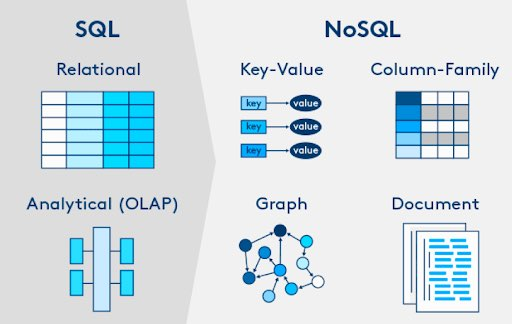 SQL
Relational
Analytical (OLAP)
NoSQL
Key-Value
key value
key value
key value
Column-Family
Graph
Document